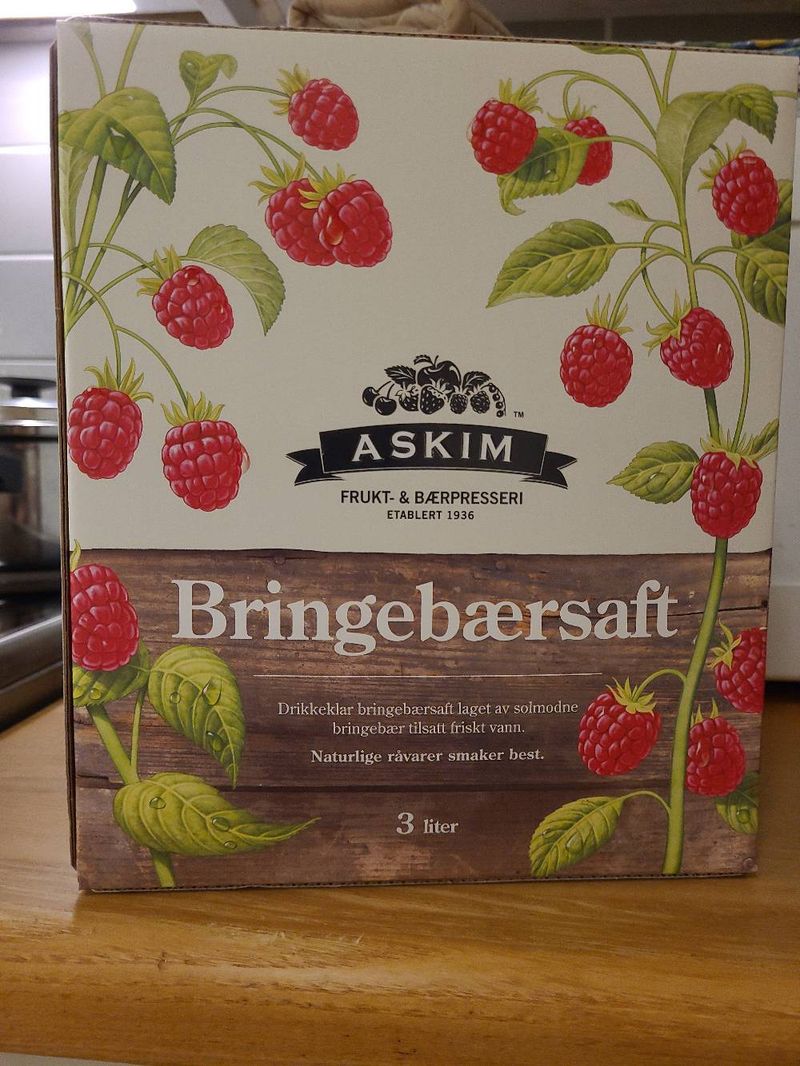 TM
ASKIM
FRUKT- & BÆRPRESSERI
ETABLERT 1936
Bringebærsaft
Drikkeklar bringebærsaft laget av solmodne
bringebær tilsatt friskt vann.
Naturlige råvarer smaker best.
3 liter